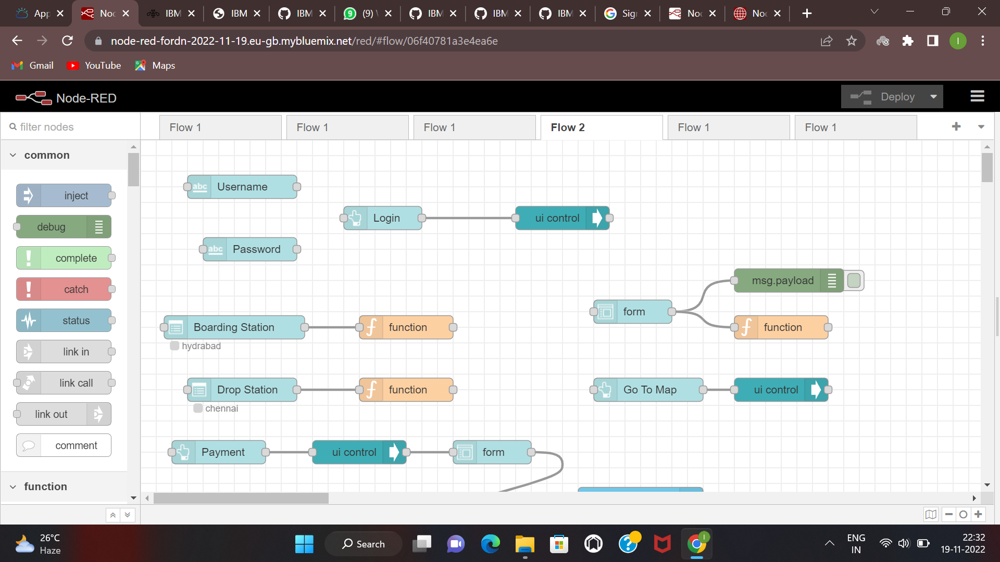 App
Noc
IBM
IBM
IBM
(9) \
IBM
IBM
IBM
Sign
Noc
Noc
node-red-fordn-2022-11-19.eu-gb.mybluemix.net/red/#flow/06f40781a3e4ea6e
I
Gmail
YouTube
Maps
Node-RED
Deploy
filter nodes
Flow 1
Flow 1
Flow 1
Flow 2
Flow 1
Flow 1
common
inject
debug
complete
catch
status
link in
link call
link out
comment
function
abc Username
Login
ui control
abc Password
msg.payload
form
function
Boarding Station
function
hydrabad
Drop Station
function
chennai
Go To Map
ui control
Payment
ui control
form
26°C
Haze
Search
ENG
IN
22:32
19-11-2022